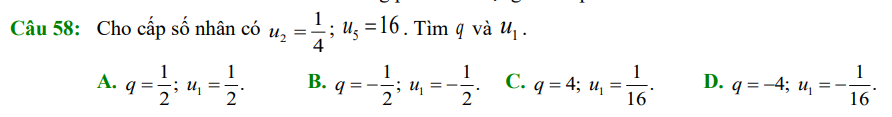 Câu 58: Cho cấp số nhân có $u_2 = \frac{1}{4}$; $u_5 = 16$. Tìm $q$ và $u_1$.
A. $q = \frac{1}{2}$; $u_1 = \frac{1}{2}$. B. $q = -\frac{1}{2}$; $u_1 = -\frac{1}{2}$. C. $q = 4$; $u_1 = \frac{1}{16}$. D. $q = -4$; $u_1 = -\frac{1}{16}$.